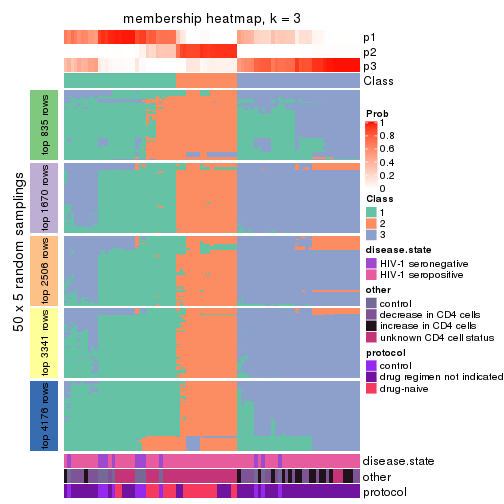 membership heatmap, k = 3
p1
p2
p3
Class
50 x 5 random samplings
top 835 rows
top 1670 rows
top 2506 rows
top 3341 rows
top 4176 rows
Prob
1
0.8
0.6
0.4
0.2
0
Class
1
2
3
disease.state
HIV-1 seronegative
HIV-1 seropositive
other
control
decrease in CD4 cells
increase in CD4 cells
unknown CD4 cell status
protocol
control
drug regimen not indicated
drug-naive
disease.state
other
protocol